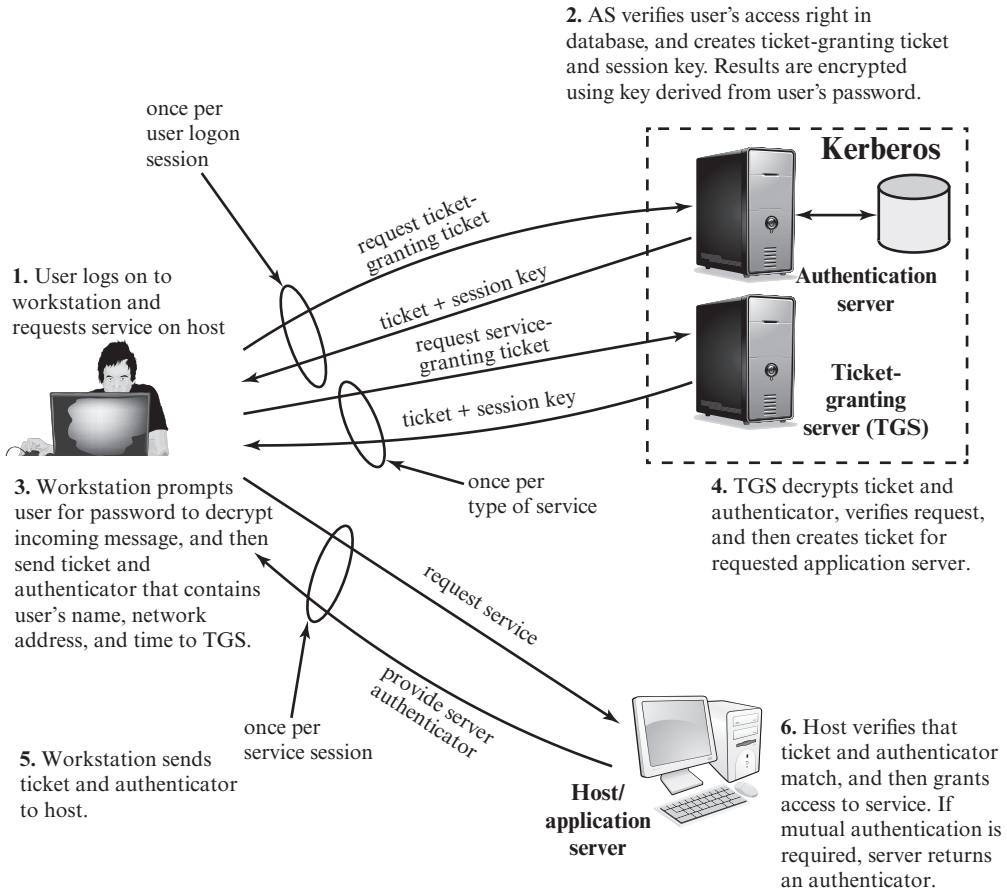 2. AS verifies user's access right in
database, and creates ticket-granting ticket
and session key. Results are encrypted
using key derived from user's password.
once per
user logon
session
Kerberos
request ticket-
granting ticket
1. User logs on to
workstation and
requests service on host
ticket + session key
Authentication
server
request service-
granting ticket
Ticket-
granting
server (TGS)
ticket + session key
once per
type of service
3. Workstation prompts
user for password to decrypt
incoming message, and then
send ticket and
authenticator that contains
user's name, network
address, and time to TGS.
4. TGS decrypts ticket and
authenticator, verifies request,
and then creates ticket for
requested application server.
request service
provide server
authenticator
once per
service session
5. Workstation sends
ticket and authenticator
to host.
Host/
application
server
6. Host verifies that
ticket and authenticator
match, and then grants
access to service. If
mutual authentication is
required, server returns
an authenticator.